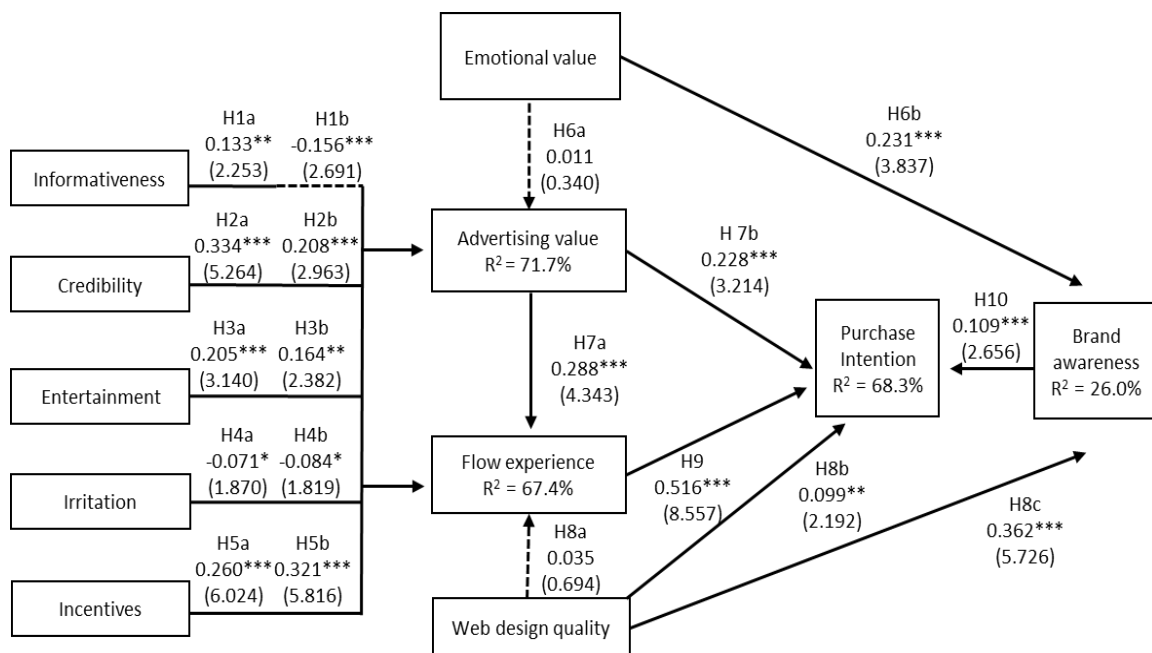 Emotional value
H1a
0.133**
(2.253)
H1b
-0.156***
(2.691)
Informativeness
H6a
0.011
(0.340)
H6b
0.231***
(3.837)
H2a
0.334***
(5.264)
H2b
0.208***
(2.963)
Credibility
Advertising value
R² = 71.7%
H 7b
0.228***
(3.214)
H3a
0.205***
(3.140)
H3b
0.164**
(2.382)
Entertainment
H7a
0.288***
(4.343)
Purchase
Intention
R² = 68.3%
H10
0.109***
(2.656)
Brand
awareness
R² = 26.0%
H4a
-0.071*
(1.870)
H4b
-0.084*
(1.819)
Irritation
Flow experience
R² = 67.4%
H9
0.516***
(8.557)
H8b
0.099**
(2.192)
H8c
0.362***
(5.726)
H5a
0.260***
(6.024)
H5b
0.321***
(5.816)
Incentives
H8a
0.035
(0.694)
Web design quality